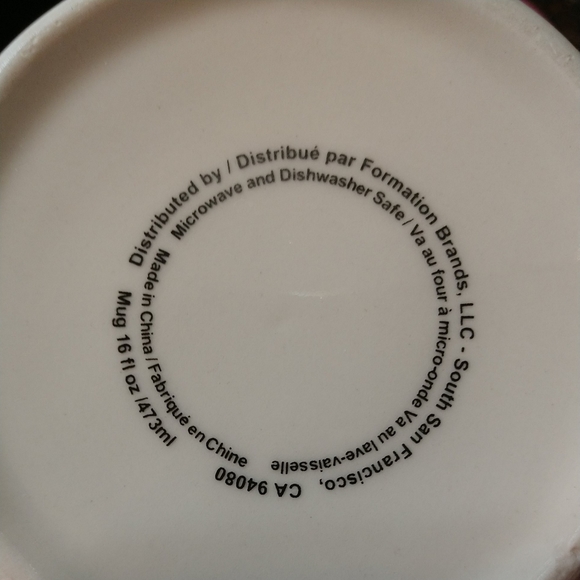 Distributed by / Distribué par Formation Brands, LLC - South San Francisco, CA 94080
Microwave and Dishwasher Safe / Va au four à micro-onde Va au lave-vaisselle
Mug 16 fl oz /473ml
Made in China / Fabriqué en Chine